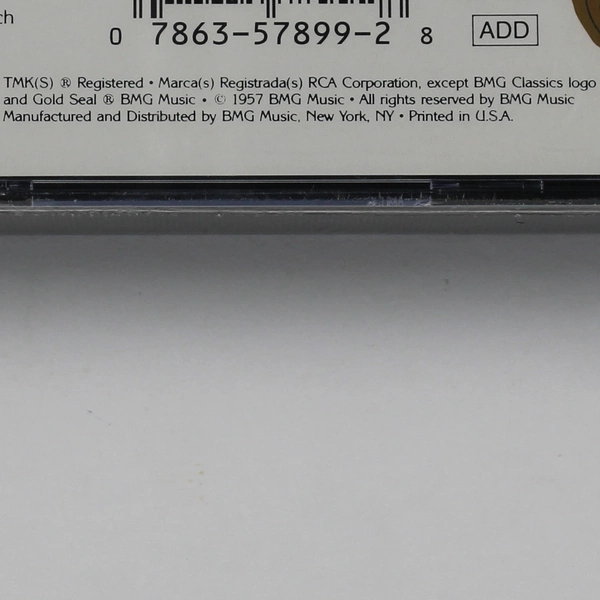 ch
0 7863-57899-2 8 ADD
TMK(S) ® Registered • Marca(s) Registrada(s) RCA Corporation, except BMG Classics logo
and Gold Seal ® BMG Music • © 1957 BMG Music • All rights reserved by BMG Music
Manufactured and Distributed by BMG Music, New York, NY • Printed in U.S.A.